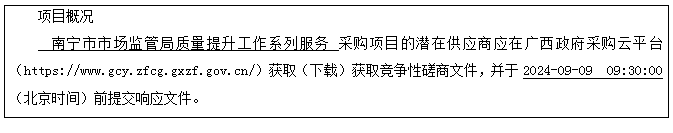 项目概况
南宁市市场监管局质量提升工作系列服务 采购项目的潜在供应商应在广西政府采购云平台
（https://www.gcy.zfcg.gxzf.gov.cn/）获取（下载）获取竞争性磋商文件，并于 2024-09-09 09:30:00
（北京时间）前提交响应文件。